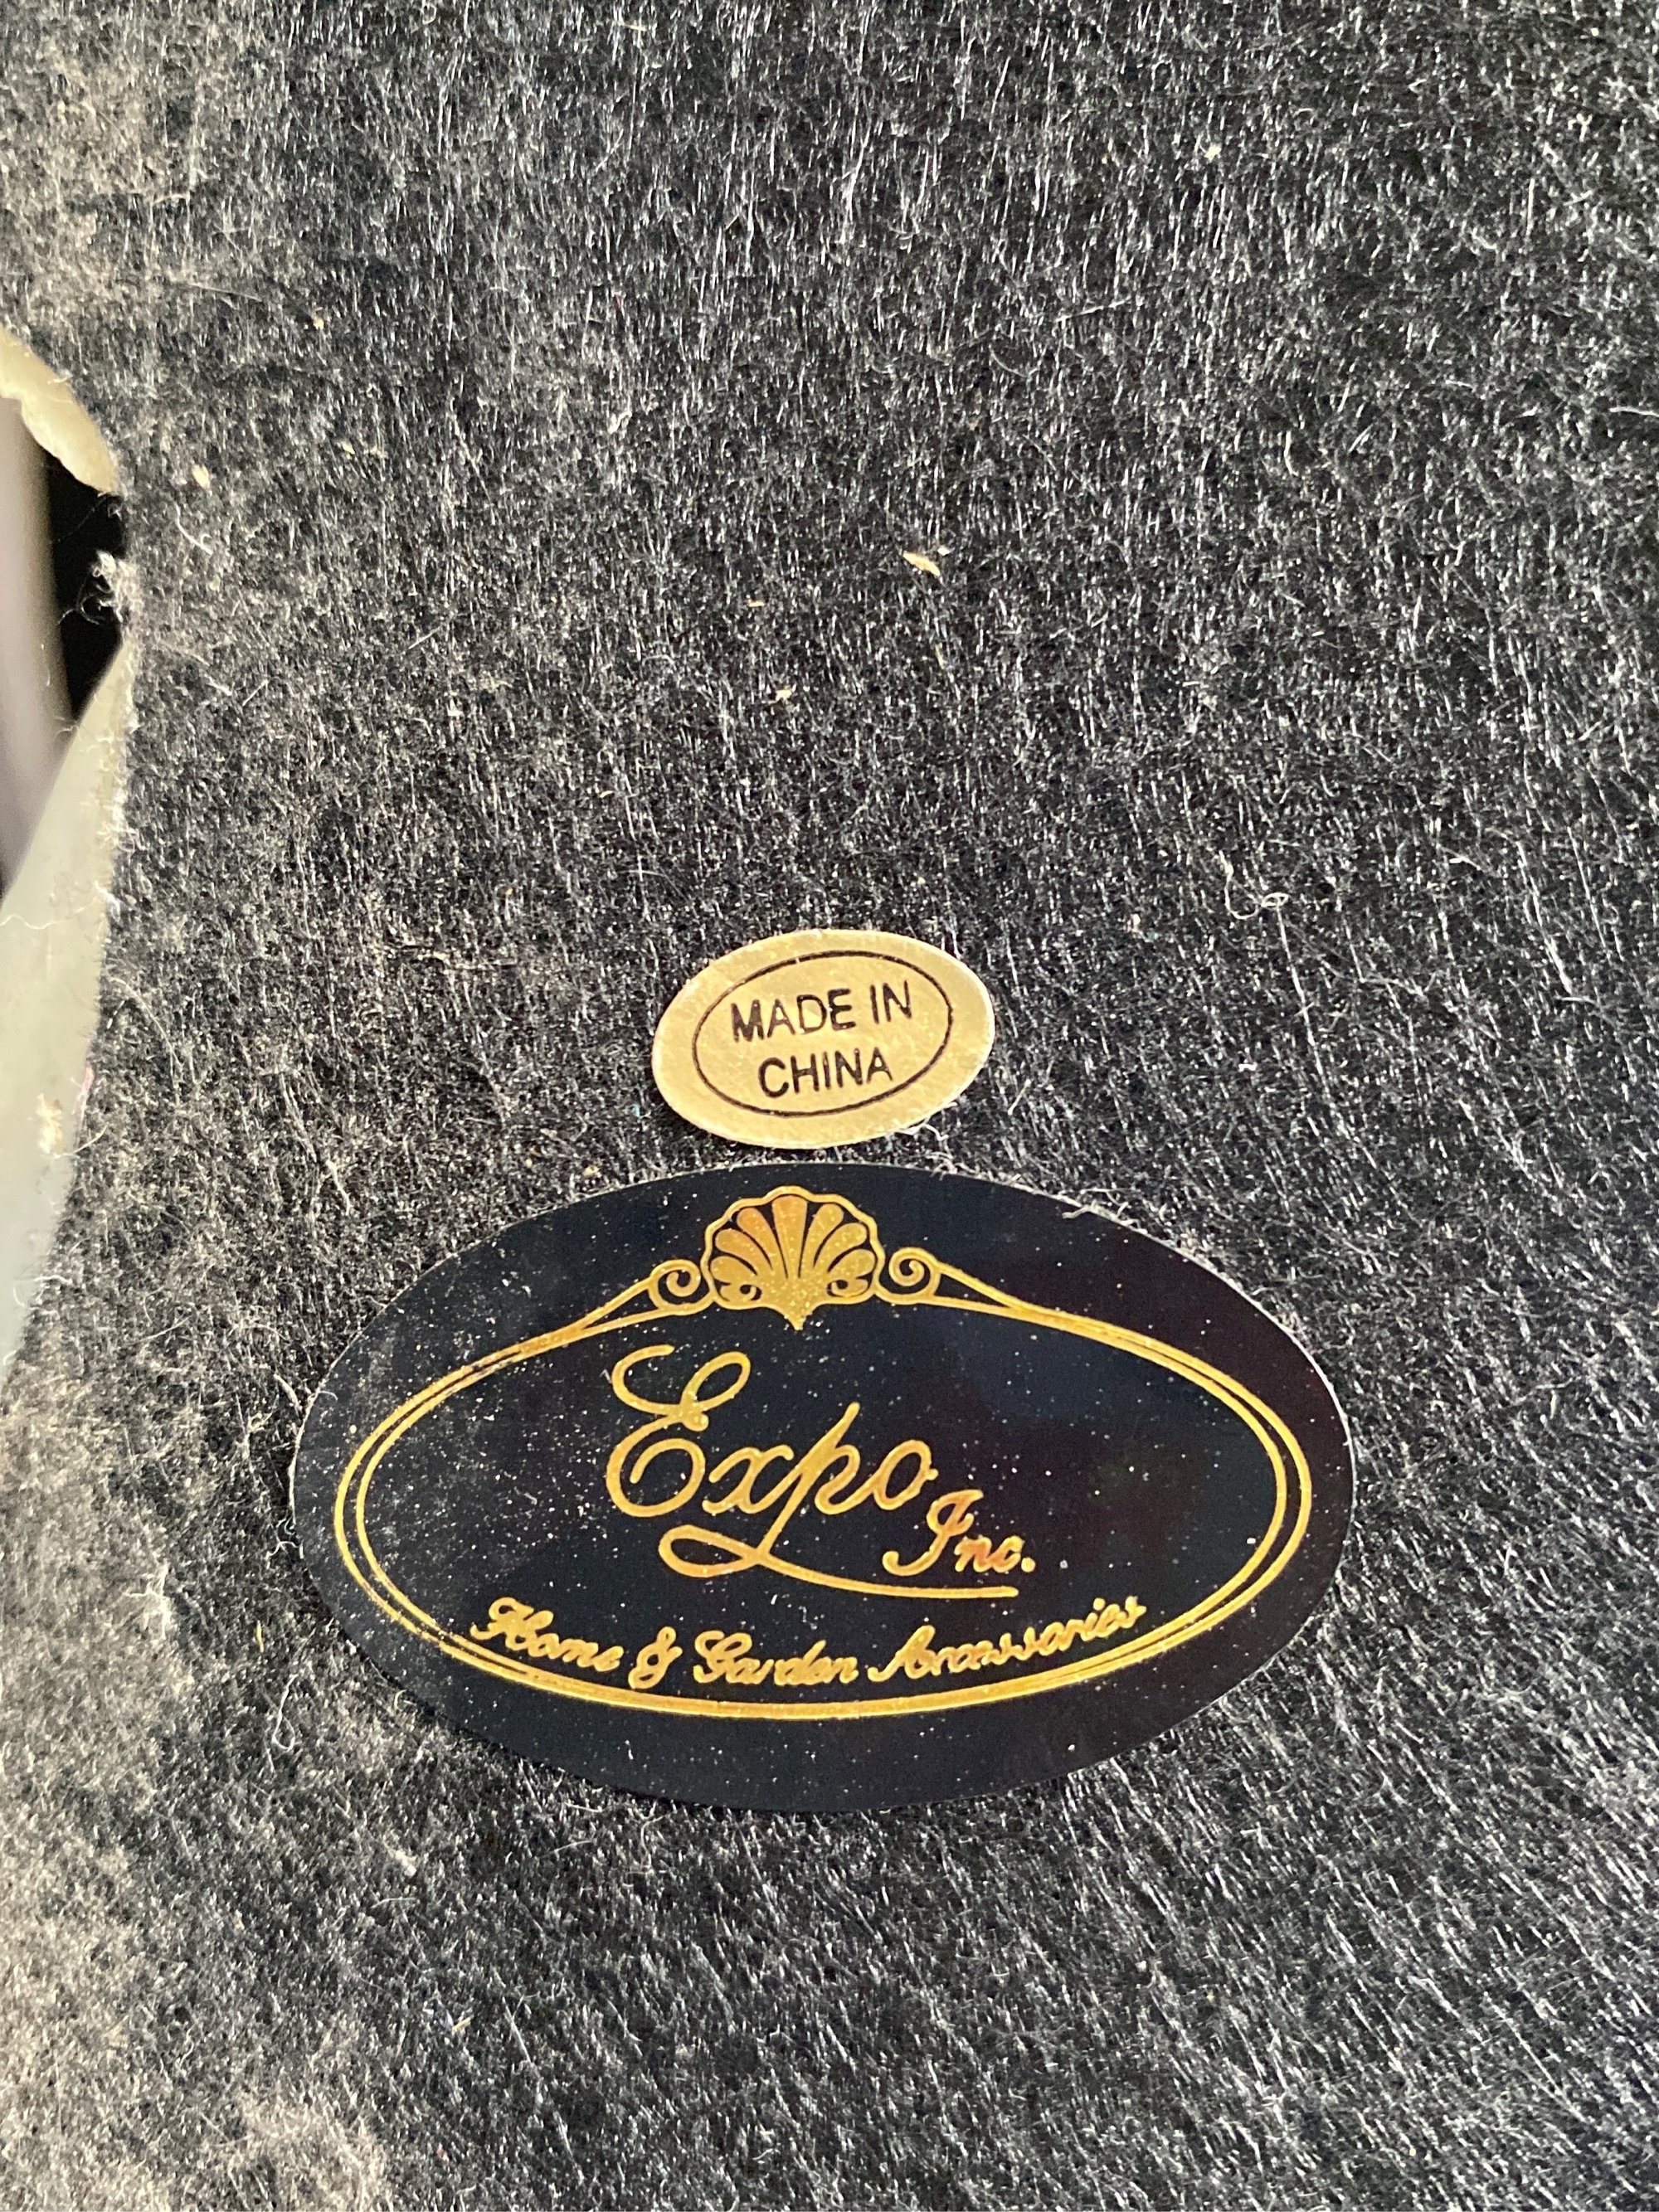 MADE IN
CHINA
Expo
Inc.
Home & Garden Accessories